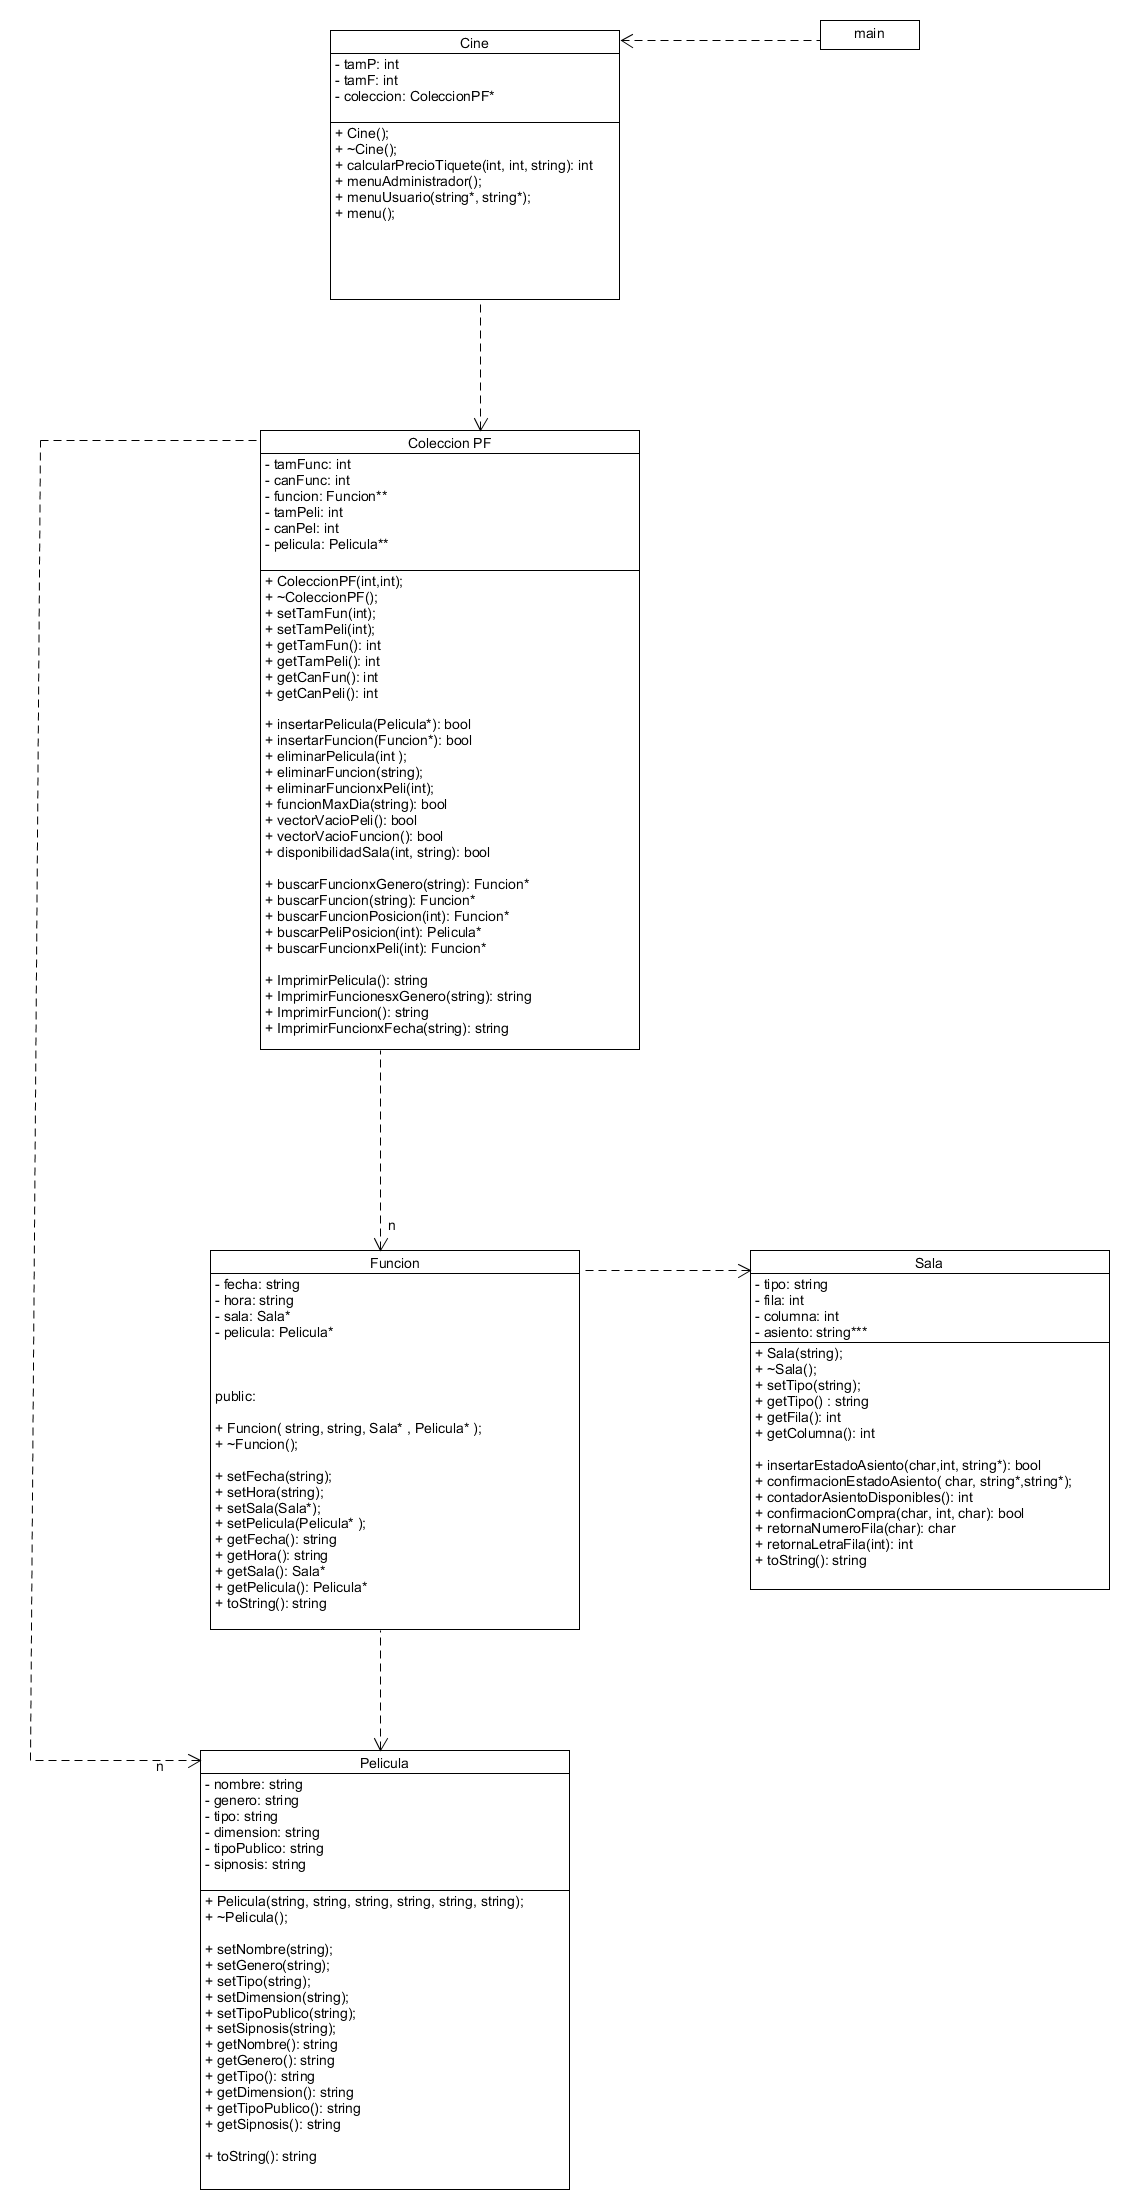 main
Cine
- tamP: int
- tamF: int
- coleccion: ColeccionPF*
+ Cine();
+ ~Cine();
+ calcularPrecioTiquete(int, int, string): int
+ menuAdministrador();
+ menuUsuario(string*, string*);
+ menu();
Coleccion PF
- tamFunc: int
- canFunc: int
- funcion: Funcion**
- tamPeli: int
- canPel: int
- pelicula: Pelicula**
+ ColeccionPF(int,int);
+ ~ColeccionPF();
+ setTamFun(int);
+ setTamPeli(int);
+ getTamFun(): int
+ getTamPeli(): int
+ getCanFun(): int
+ getCanPeli(): int
+ insertarPelicula(Pelicula*): bool
+ insertarFuncion(Funcion*): bool
+ eliminarPelicula(int );
+ eliminarFuncion(string);
+ eliminarFuncionxPeli(int);
+ funcionMaxDia(string): bool
+ vectorVacioPeli(): bool
+ vectorVacioFuncion(): bool
+ disponibilidadSala(int, string): bool
+ buscarFuncionxGenero(string): Funcion*
+ buscarFuncion(string): Funcion*
+ buscarFuncionPosicion(int): Funcion*
+ buscarPeliPosicion(int): Pelicula*
+ buscarFuncionxPeli(int): Funcion*
+ ImprimirPelicula(): string
+ ImprimirFuncionesxGenero(string): string
+ ImprimirFuncion(): string
+ ImprimirFuncionxFecha(string): string
n
Funcion
- fecha: string
- hora: string
- sala: Sala*
- pelicula: Pelicula*
public:
+ Funcion( string, string, Sala* , Pelicula* );
+ ~Funcion();
+ setFecha(string);
+ setHora(string);
+ setSala(Sala*);
+ setPelicula(Pelicula* );
+ getFecha(): string
+ getHora(): string
+ getSala(): Sala*
+ getPelicula(): Pelicula*
+ toString(): string
Sala
- tipo: string
- fila: int
- columna: int
- asiento: string***
+ Sala(string);
+ ~Sala();
+ setTipo(string);
+ getTipo() : string
+ getFila(): int
+ getColumna(): int
+ insertarEstadoAsiento(char,int, string*): bool
+ confirmacionEstadoAsiento( char, string*,string*);
+ contadorAsientoDisponibles(): int
+ confirmacionCompra(char, int, char): bool
+ retornaNumeroFila(char): char
+ retornaLetraFila(int): int
+ toString(): string
n
Pelicula
- nombre: string
- genero: string
- tipo: string
- dimension: string
- tipoPublico: string
- sipnosis: string
+ Pelicula(string, string, string, string, string, string);
+ ~Pelicula();
+ setNombre(string);
+ setGenero(string);
+ setTipo(string);
+ setDimension(string);
+ setTipoPublico(string);
+ setSipnosis(string);
+ getNombre(): string
+ getGenero(): string
+ getTipo(): string
+ getDimension(): string
+ getTipoPublico(): string
+ getSipnosis(): string
+ toString(): string